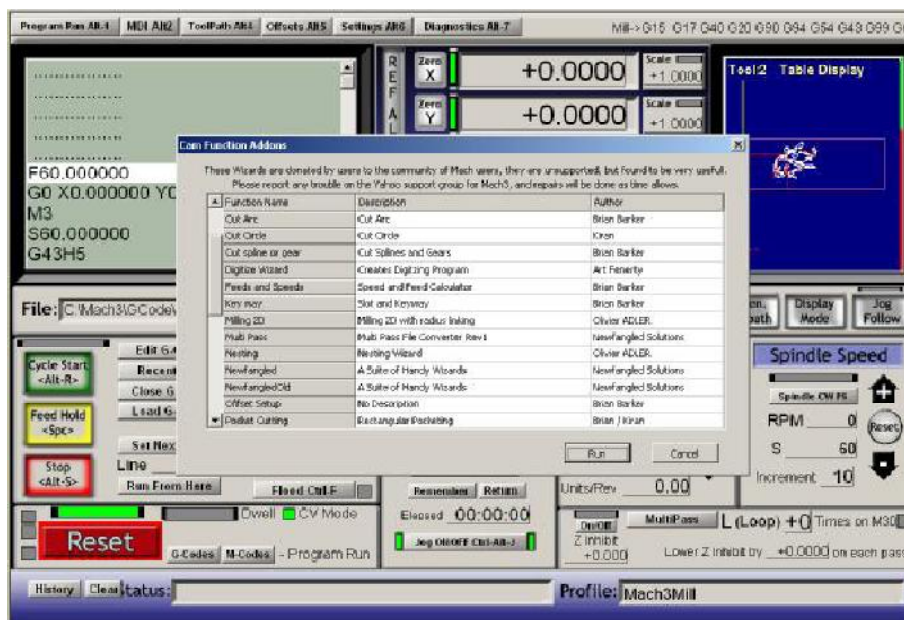 Program Run Alt-1 MDI Alt2 ToolPath Alt4 Offsets Alt5 Settings Alt6 Diagnostics Alt-7 Mill-> G15 G17 G40 G20 G90 G94 G54 G43 G99
REF AL
Zero X +0.0000 Scale +1.0000
Zero Y +0.0000 Scale +1.0000
Tool:2 Table Display
F60.000000
G0 X0.000000
M3
S60.000000
G43H5
Cam Function Addons
These Wizards are donated by users to the community of Mach users, they are unsupported, but found to be very useful.
Please report any trouble on the Yahoo support group for Mach3, and repairs will be done as time allows.
Function Name Description Author
Cut Arc Cut Arc Brian Barker
Cut Circle Cut Circle Kiran
Cut spline or gear Cut Splines and Gears Brian Barker
Digitize Wizard Creates Digitizing Program Art Fenerty
Feeds and Speeds Speed and Feed Calculator Brian Barker
Key way Slot and Keyway Brian Barker
Milling 2D Milling 2D with radius linking Olivier ADLER.
Multi Pass Multi Pass File Converter Rev1 Newfangled Solutions
Nesting Nesting Wizard Olivier ADLER.
Newfangled A Suite of Handy Wizards Newfangled Solutions
NewfangledOld A Suite of Handy Wizards Newfangled Solutions
Offset Setup No Description Brian Barker
Pocket Cutting Rectangular Pocketing Brian / Kiran
Run Cancel
File: C:\Mach3\GCode\
Display Mode
Jog Follow
Cycle Start <Alt-R>
Feed Hold <Spc>
Stop <Alt-S>
Edit G
Recent
Close G
Load G
Set Nex
Line
Run From Here
Flood Ctrl-F
Spindle Speed
Spindle CW F5
RPM 0
Reset
S 60
Increment 10
Remember Return
Units/Rev 0.00
Dwell CV Mode
Elapsed 00:00:00
Jog ON/OFF Ctrl-Alt-J
Reset
G-Codes M-Codes - Program Run
On/Off
Z Inhibit
+0.000
MultiPass L (Loop) +0 Times on M30
Lower Z Inhibit by +0.0000 on each pass
History Clear Status:
Profile: Mach3Mill